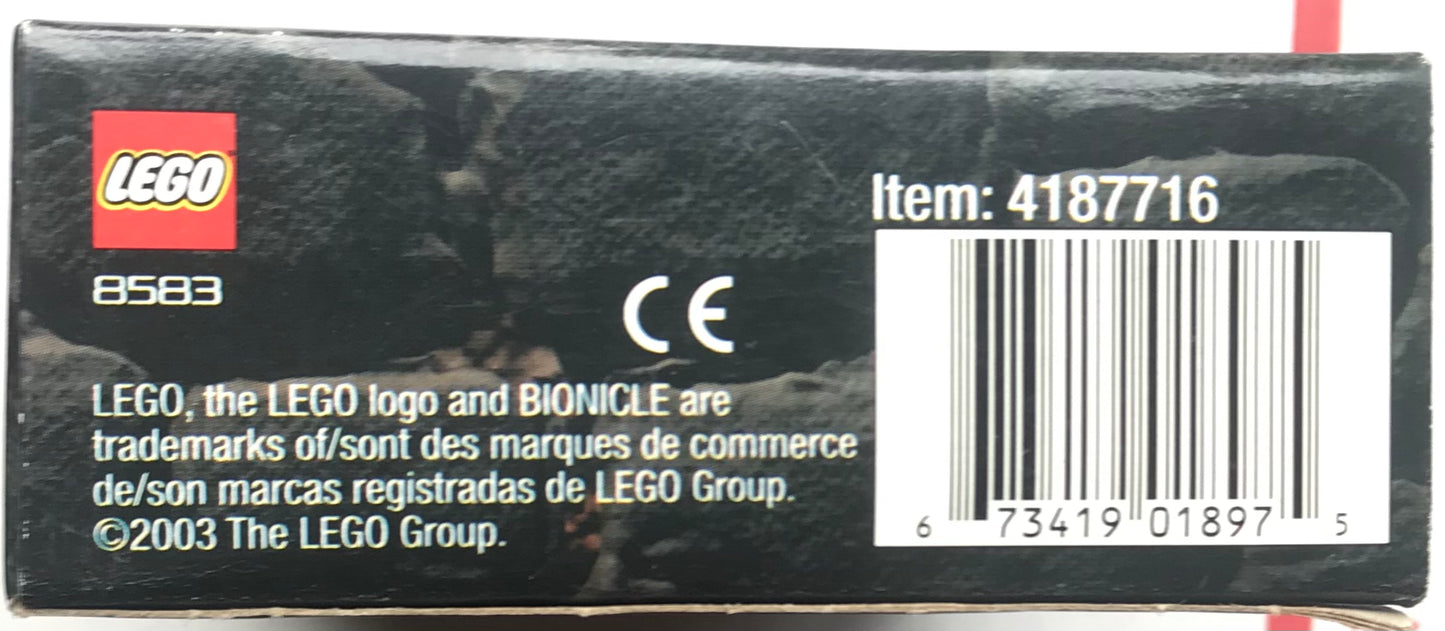 LEGO
8583
CE
LEGO, the LEGO logo and BIONICLE are
trademarks of/sont des marques de commerce
de/son marcas registradas de LEGO Group.
©2003 The LEGO Group.
Item: 4187716
6 73419 01897 5